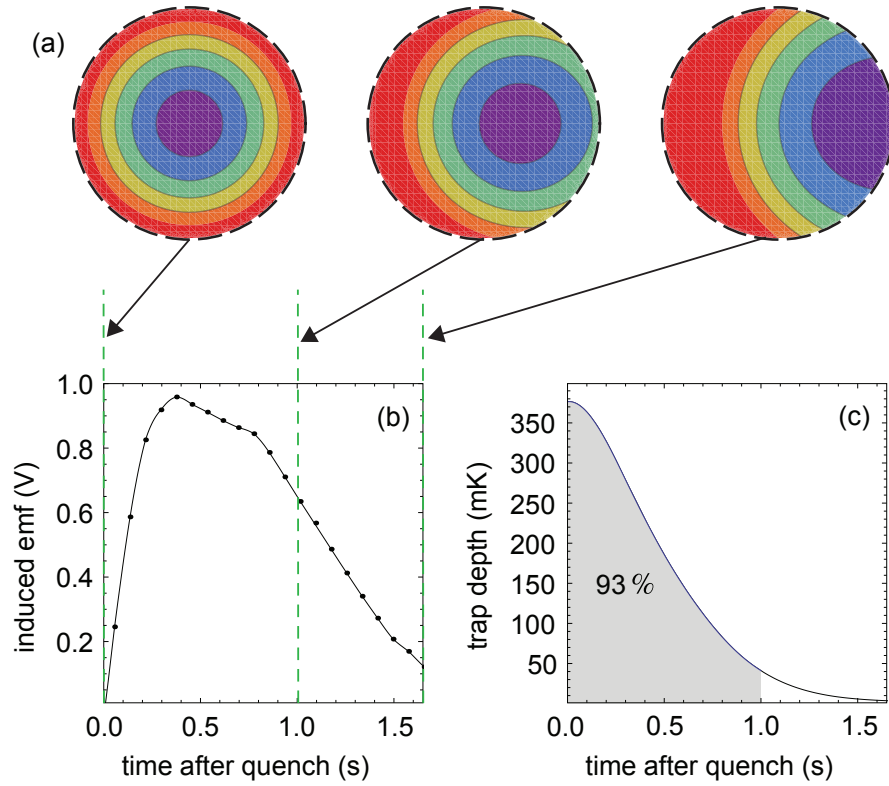 (a)
(b)
1.0
0.8
0.6
0.4
0.2
induced emf (V)
0.0 0.5 1.0 1.5
time after quench (s)
(c)
350
300
250
200
150
100
50
trap depth (mK)
93 %
0.0 0.5 1.0 1.5
time after quench (s)